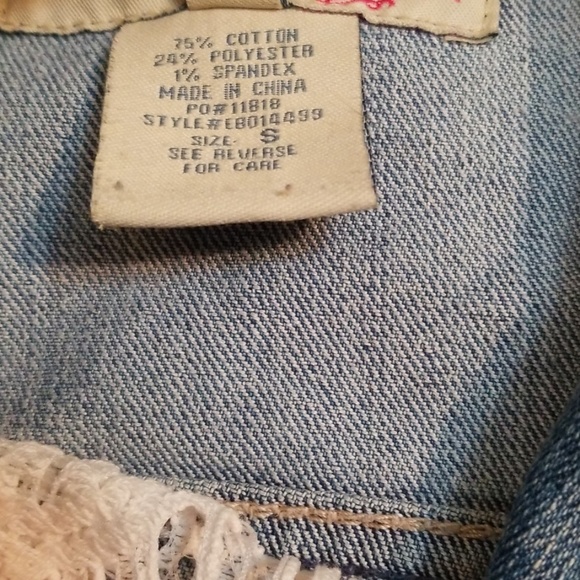 75% COTTON
24% POLYESTER
1% SPANDEX
MADE IN CHINA
PO#11818
STYLE#EB014499
SIZE: S
SEE REVERSE
FOR CARE